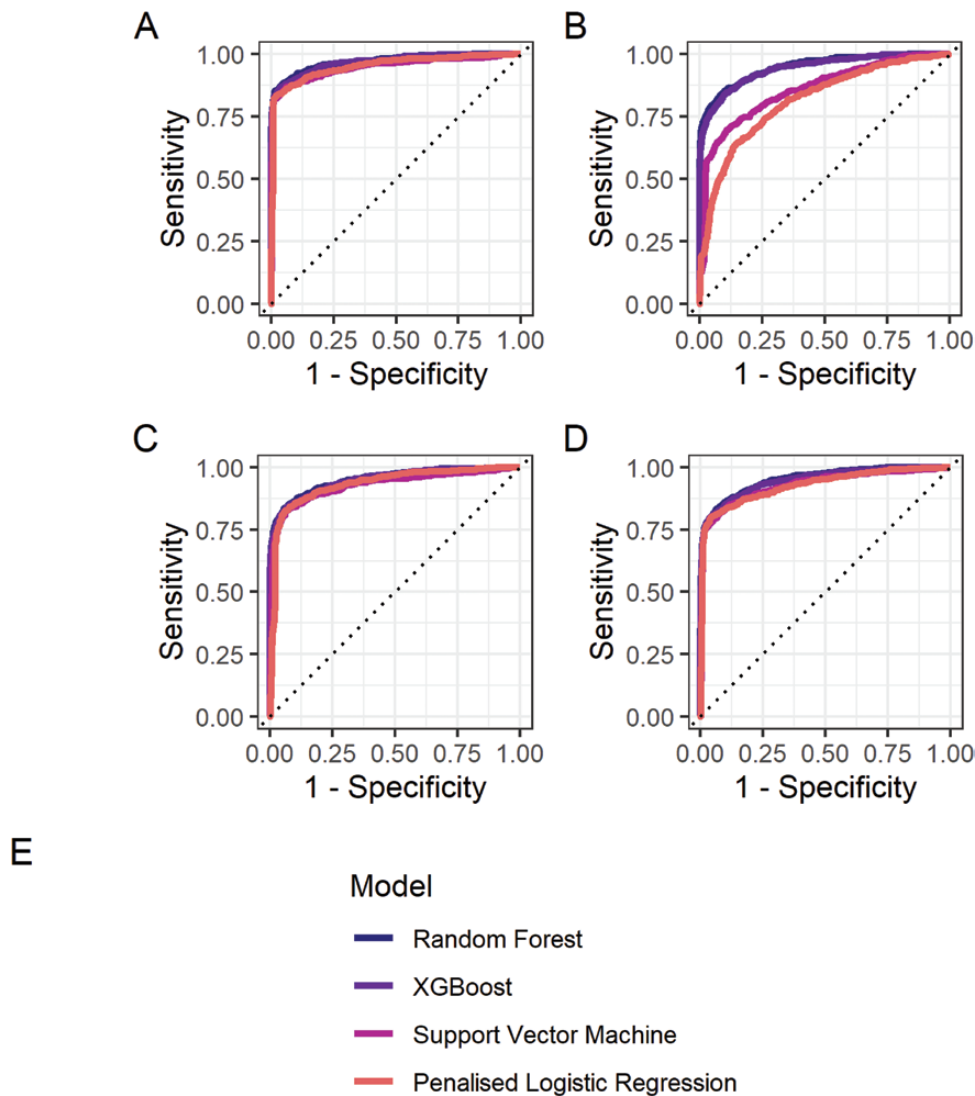 A
1.00
0.75
0.50
0.25
0.00
Sensitivity
0.00 0.25 0.50 0.75 1.00
1 - Specificity
B
1.00
0.75
0.50
0.25
0.00
Sensitivity
0.00 0.25 0.50 0.75 1.00
1 - Specificity
C
1.00
0.75
0.50
0.25
0.00
Sensitivity
0.00 0.25 0.50 0.75 1.00
1 - Specificity
D
1.00
0.75
0.50
0.25
0.00
Sensitivity
0.00 0.25 0.50 0.75 1.00
1 - Specificity
E
Model
Random Forest
XGBoost
Support Vector Machine
Penalised Logistic Regression